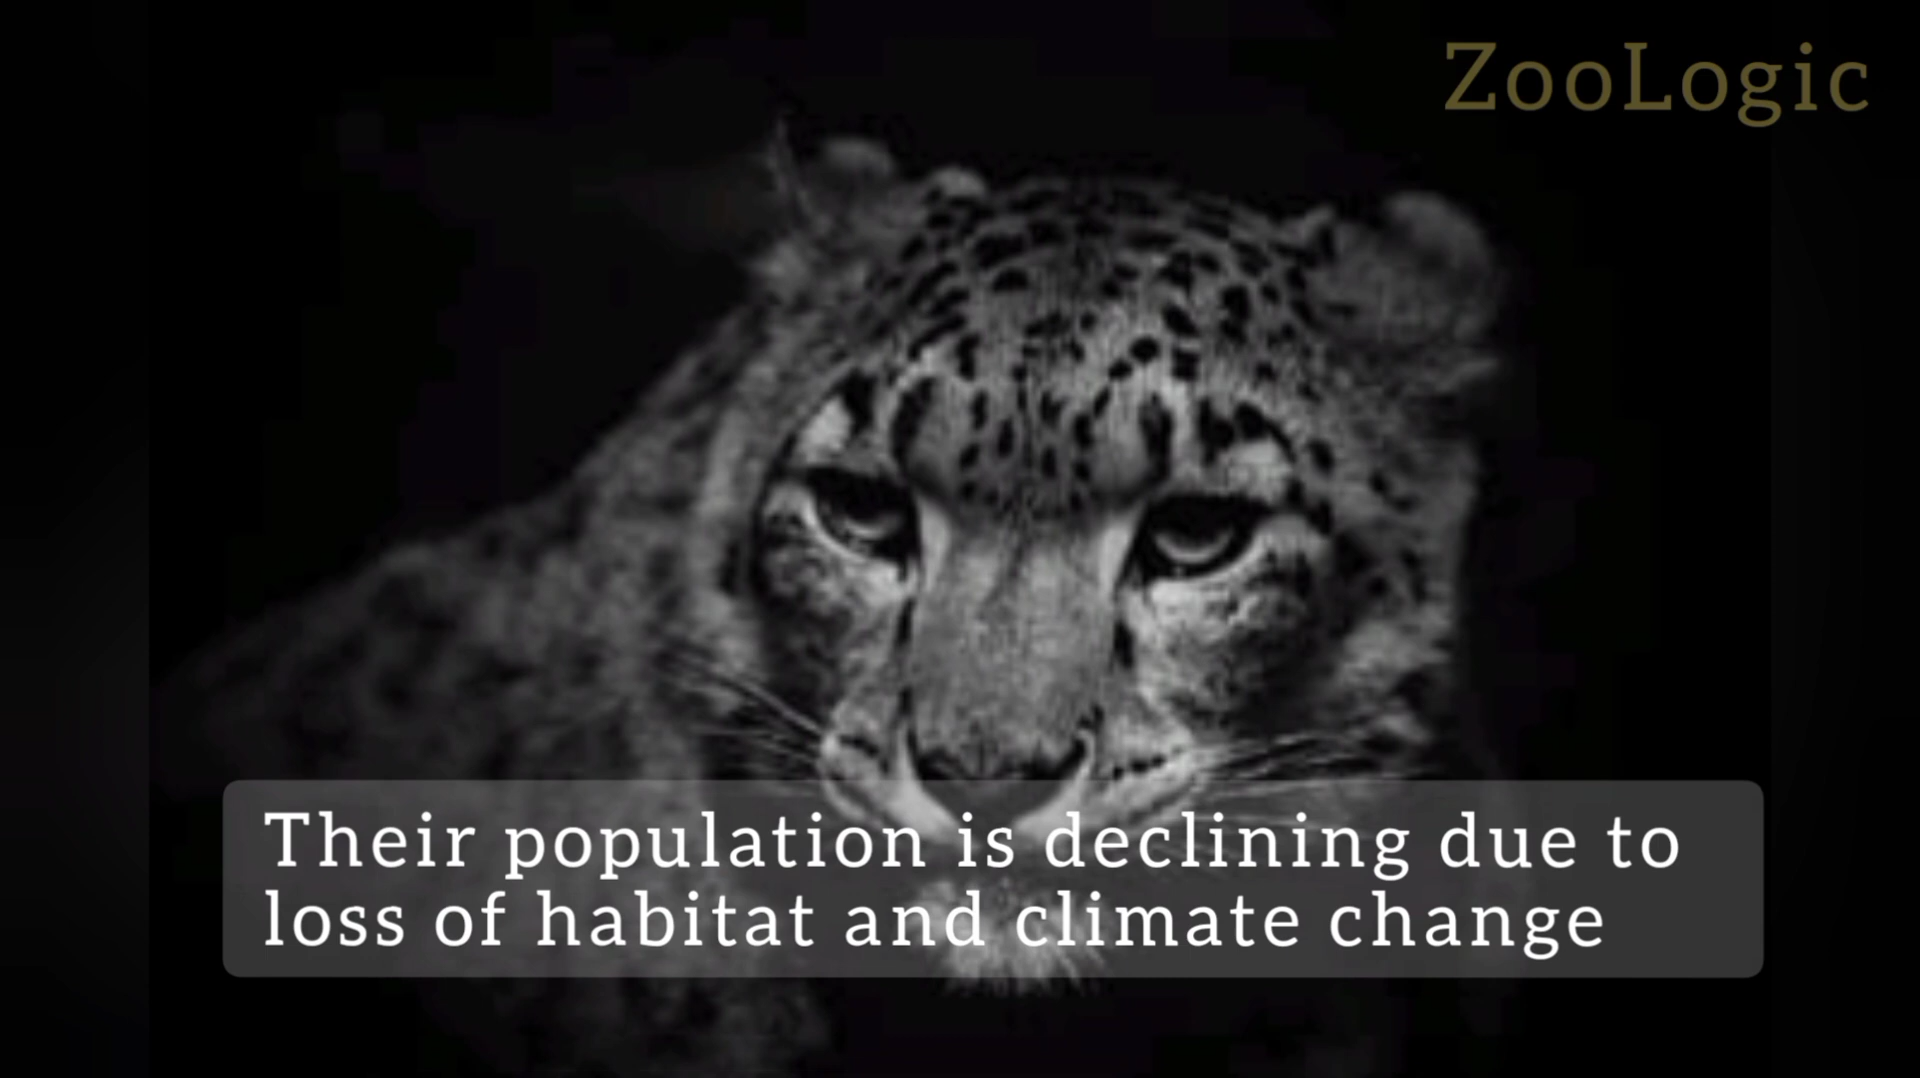 ZooLogic
Their population is declining due to
loss of habitat and climate change